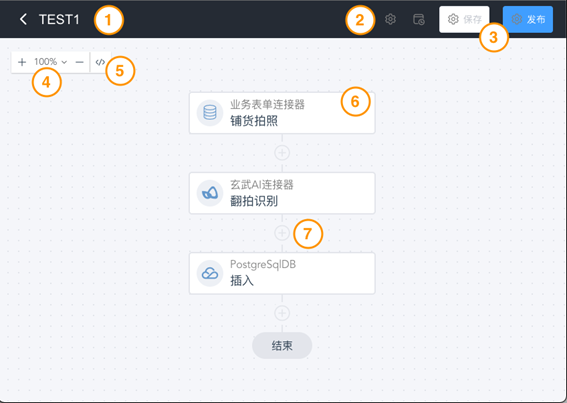 TEST1
1
2
保存
发布
3
100%
4
5
业务表单连接器
铺货拍照
6
玄武AI连接器
翻拍识别
7
PostgreSqlDB
插入
结束